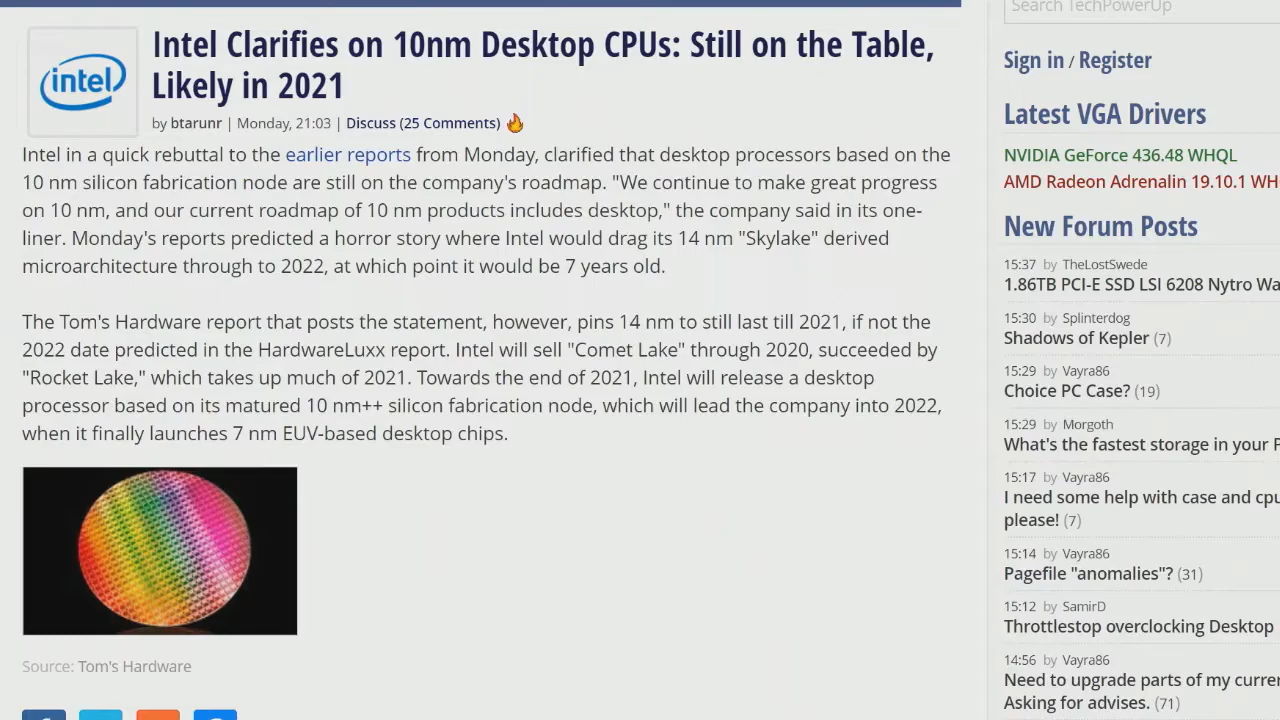 Search TechPowerUp
intel
Intel Clarifies on 10nm Desktop CPUs: Still on the Table,
Likely in 2021
by btarunr | Monday, 21:03 | Discuss (25 Comments)
Intel in a quick rebuttal to the earlier reports from Monday, clarified that desktop processors based on the
10 nm silicon fabrication node are still on the company's roadmap. "We continue to make great progress
on 10 nm, and our current roadmap of 10 nm products includes desktop," the company said in its one-
liner. Monday's reports predicted a horror story where Intel would drag its 14 nm "Skylake" derived
microarchitecture through to 2022, at which point it would be 7 years old.
The Tom's Hardware report that posts the statement, however, pins 14 nm to still last till 2021, if not the
2022 date predicted in the HardwareLuxx report. Intel will sell "Comet Lake" through 2020, succeeded by
"Rocket Lake," which takes up much of 2021. Towards the end of 2021, Intel will release a desktop
processor based on its matured 10 nm++ silicon fabrication node, which will lead the company into 2022,
when it finally launches 7 nm EUV-based desktop chips.
Source: Tom's Hardware
Sign in / Register
Latest VGA Drivers
NVIDIA GeForce 436.48 WHQL
AMD Radeon Adrenalin 19.10.1 WH
New Forum Posts
15:37 by TheLostSwede
1.86TB PCI-E SSD LSI 6208 Nytro Wa
15:30 by Splinterdog
Shadows of Kepler (7)
15:29 by Vayra86
Choice PC Case? (19)
15:29 by Morgoth
What's the fastest storage in your P
15:17 by Vayra86
I need some help with case and cpu
please! (7)
15:14 by Vayra86
Pagefile "anomalies"? (31)
15:12 by SamirD
Throttlestop overclocking Desktop
14:56 by Vayra86
Need to upgrade parts of my curre
Asking for advises. (71)